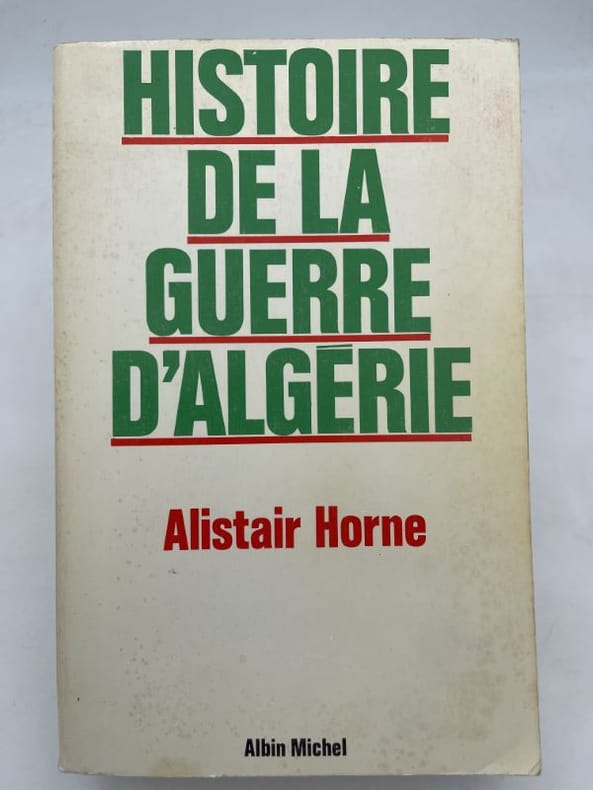 HISTOIRE
DE LA
GUERRE
D'ALGÉRIE
Alistair Horne
Albin Michel